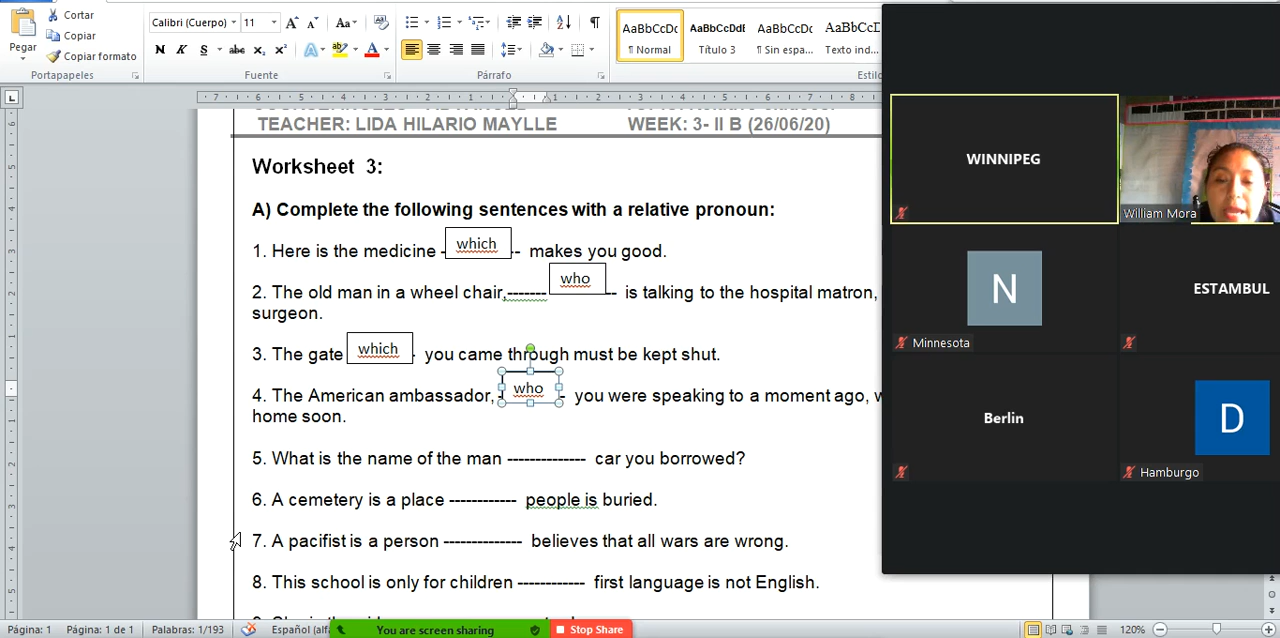 Cortar
Copiar
Copiar formato
Pegar
Portapapeles
Calibri (Cuerpo) 11
N K S abc x₂ x²
Fuente
Párrafo
AaBbCcDc
¶ Normal
AaBbCcDdE
Título 3
AaBbCcDc
¶ Sin espa...
AaBbCcDc
Texto ind...
Estilo
TEACHER: LIDA HILARIO MAYLLE WEEK: 3- II B (26/06/20)
Worksheet 3:
A) Complete the following sentences with a relative pronoun:
1. Here is the medicine - which - makes you good.
2. The old man in a wheel chair,------- who -- is talking to the hospital matron,
surgeon.
3. The gate which - you came through must be kept shut.
4. The American ambassador,- who - you were speaking to a moment ago, w
home soon.
5. What is the name of the man -------------- car you borrowed?
6. A cemetery is a place ------------ people is buried.
7. A pacifist is a person -------------- believes that all wars are wrong.
8. This school is only for children ------------ first language is not English.
WINNIPEG
William Mora
N
Minnesota
ESTAMBUL
Berlin
D
Hamburgo
Página: 1
Página: 1 de 1
Palabras: 1/193
Español (alfa
You are screen sharing
Stop Share
120%